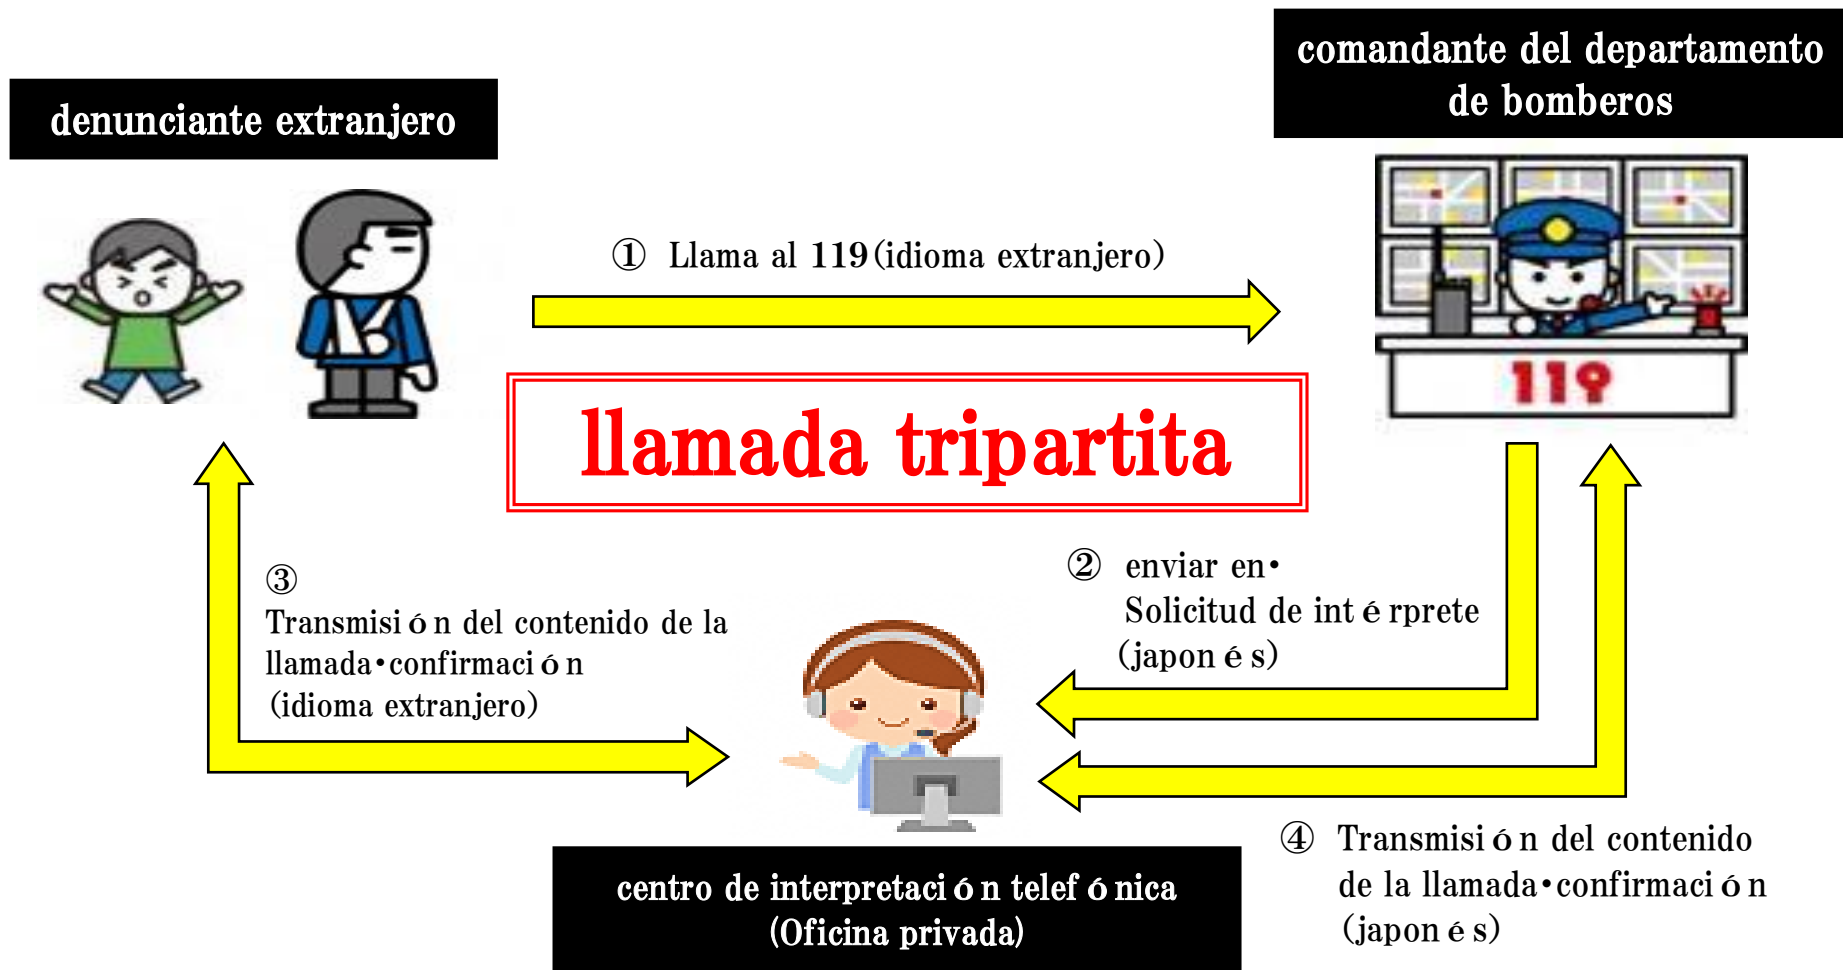 comandante del departamento
de bomberos
denunciante extranjero
① Llama al 119(idioma extranjero)
119
llamada tripartita
② enviar en・
Solicitud de intérprete
(japonés)
③
Transmisión del contenido de la
llamada・confirmación
(idioma extranjero)
④ Transmisión del contenido
de la llamada・confirmación
(japonés)
centro de interpretación telefónica
(Oficina privada)